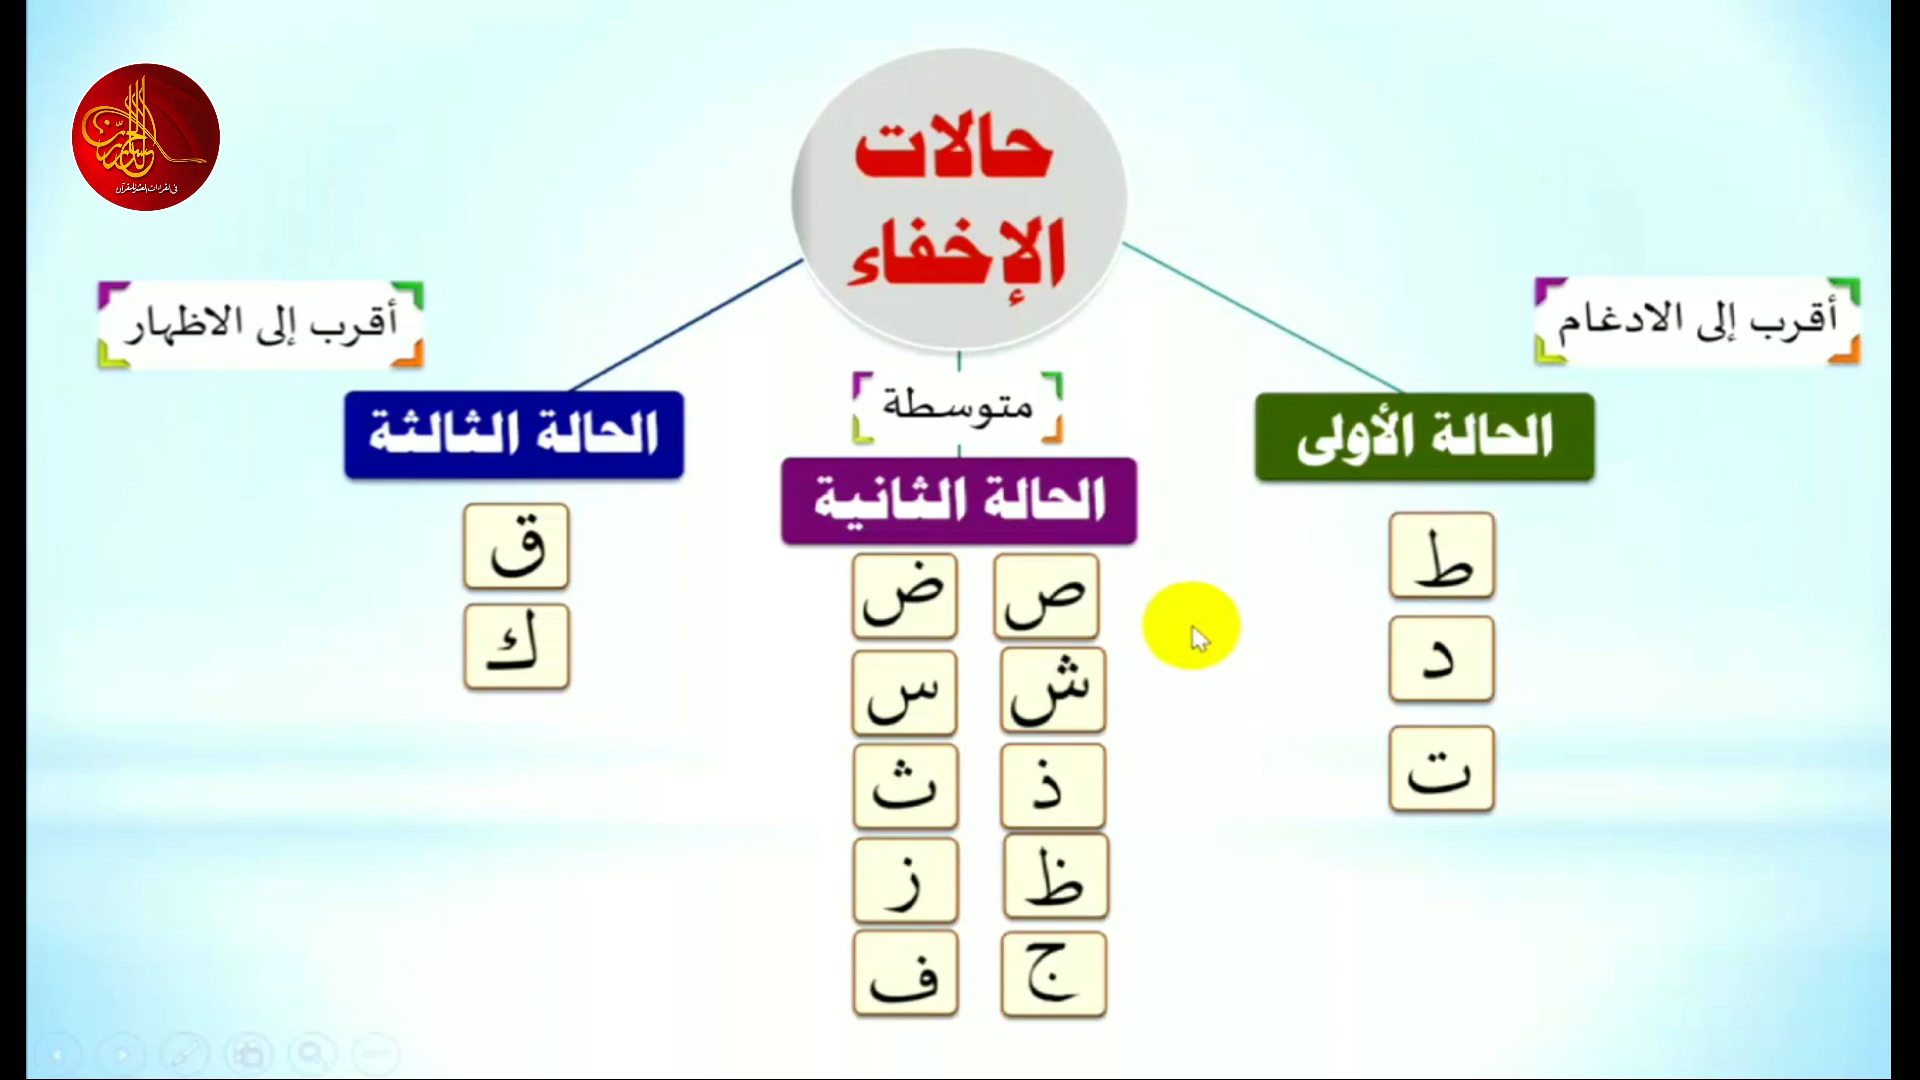 حالات
الإخفاء
أقرب إلى الادغام
متوسطة
أقرب إلى الاظهار
الحالة الأولى
الحالة الثانية
الحالة الثالثة
ط
د
ت
ص ض
ش س
ذ ث
ظ ز
ج ف
ق
ك